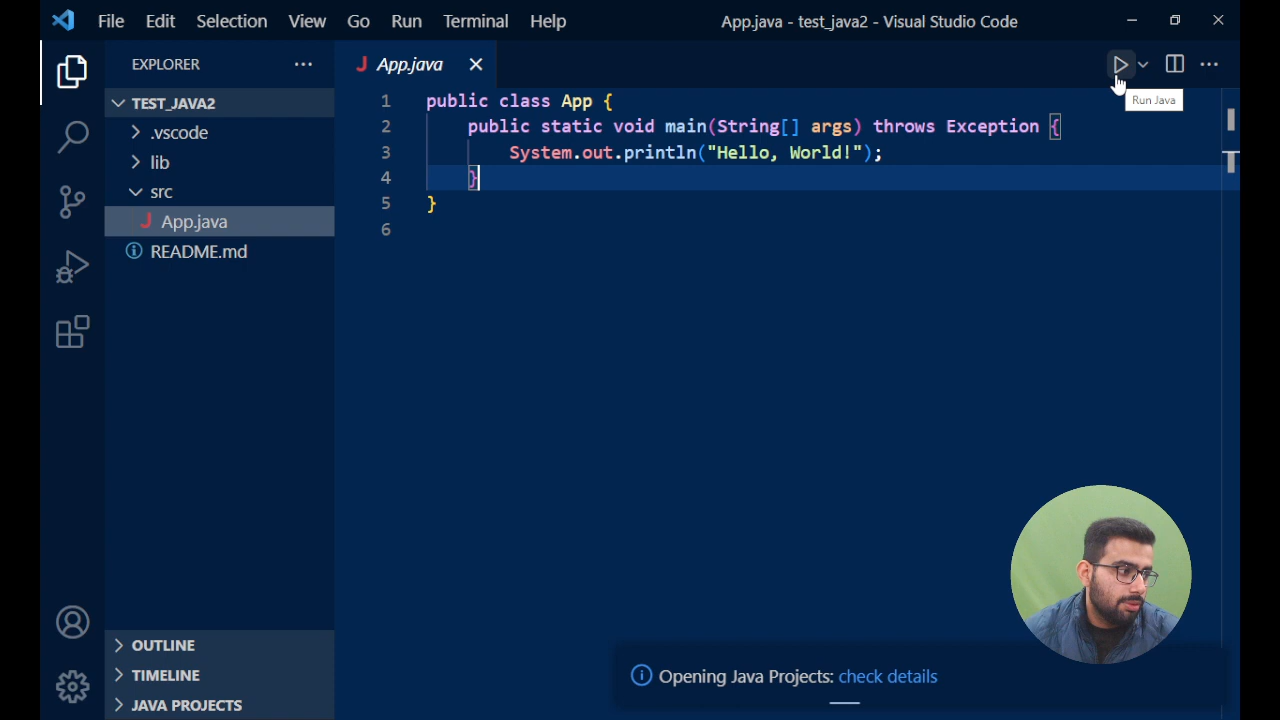 File Edit Selection View Go Run Terminal Help App.java - test_java2 - Visual Studio Code
EXPLORER
TEST_JAVA2
.vscode
lib
src
J App.java
README.md
OUTLINE
TIMELINE
JAVA PROJECTS
J App.java
Run Java
1 public class App {
2 public static void main(String[] args) throws Exception {
3 System.out.println("Hello, World!");
4 }
5 }
6
Opening Java Projects: check details